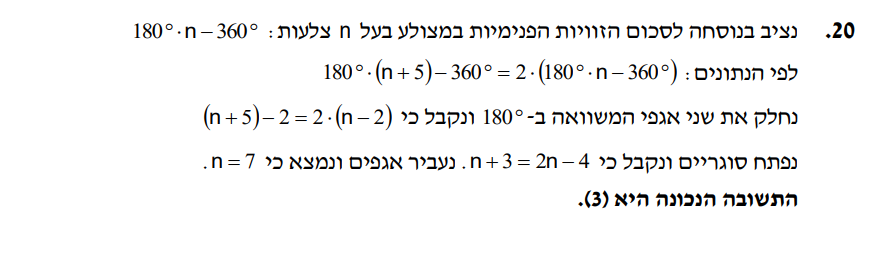 20. נציב בנוסחה לסכום הזוויות הפנימיות במצולע בעל n צלעות: 180°·n − 360°
לפי הנתונים: 180°·(n + 5) − 360° = 2·(180°·n − 360°)
נחלק את שני אגפי המשוואה ב-180° ונקבל כי (n + 5) − 2 = 2·(n − 2)
נפתח סוגריים ונקבל כי n + 3 = 2n − 4. נעביר אגפים ונמצא כי n = 7.
התשובה הנכונה היא (3).